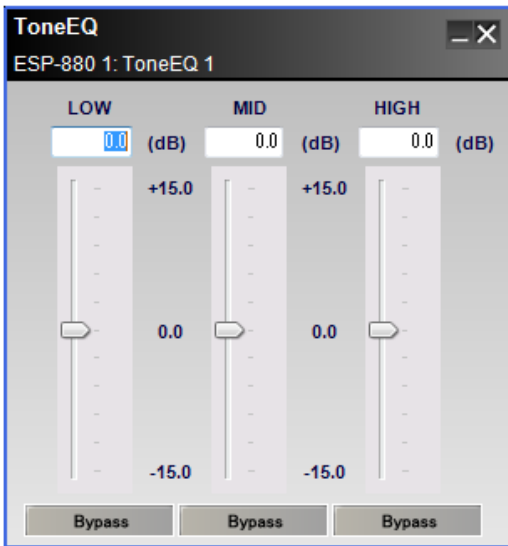 ToneEQ
ESP-880 1: ToneEQ 1
LOW MID HIGH
0.0 (dB) 0.0 (dB) 0.0 (dB)
+15.0 +15.0
0.0 0.0
-15.0 -15.0
Bypass Bypass Bypass